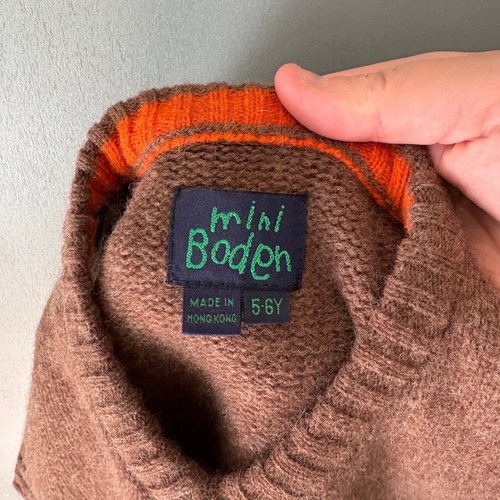 mini
Boden
MADE IN
HONG KONG
5-6Y